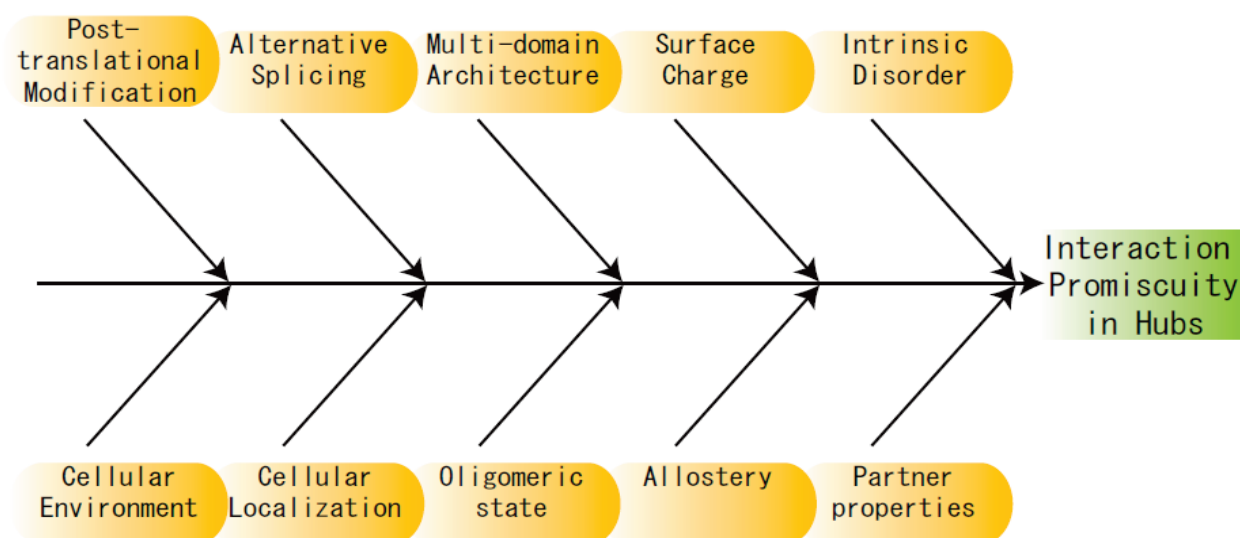 Post-
translational
Modification
Alternative
Splicing
Multi-domain
Architecture
Surface
Charge
Intrinsic
Disorder
Interaction
Promiscuity
in Hubs
Cellular
Environment
Cellular
Localization
Oligomeric
state
Allostery
Partner
properties